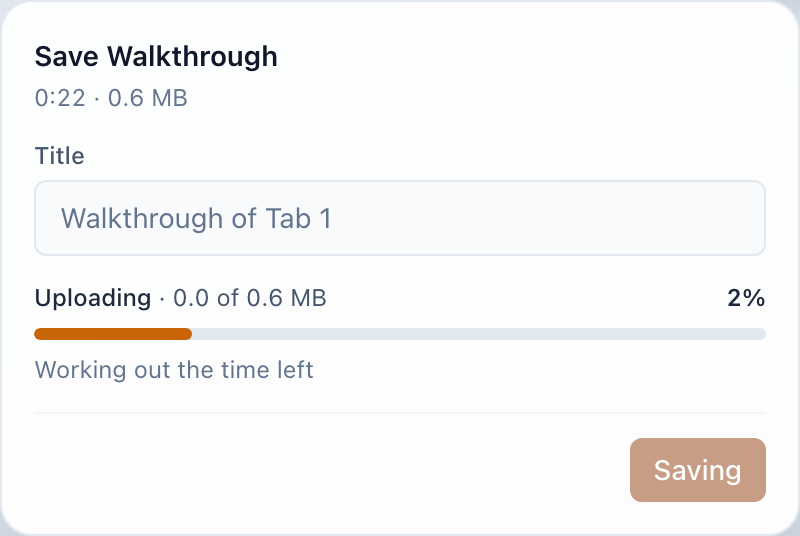 Save Walkthrough
0:22 · 0.6 MB
Title
Walkthrough of Tab 1
Uploading · 0.0 of 0.6 MB 2%
Working out the time left
Saving